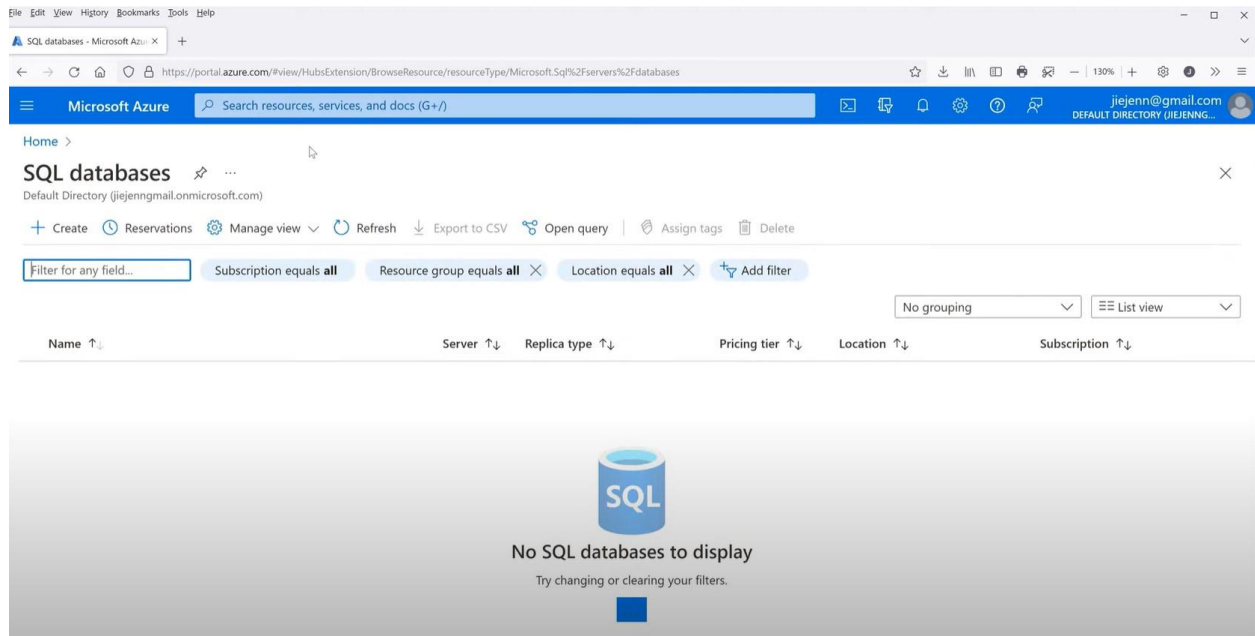 File Edit View History Bookmarks Tools Help
SQL databases - Microsoft Azu
https://portal.azure.com/#view/HubsExtension/BrowseResource/resourceType/Microsoft.Sql%2Fservers%2Fdatabases
130%
Microsoft Azure
Search resources, services, and docs (G+/)
jiejenn@gmail.com
DEFAULT DIRECTORY (JIEJENNG...
Home >
SQL databases
Default Directory (jiejenngmail.onmicrosoft.com)
Create Reservations Manage view Refresh Export to CSV Open query Assign tags Delete
Filter for any field... Subscription equals all Resource group equals all Location equals all Add filter
No grouping List view
Name Server Replica type Pricing tier Location Subscription
SQL
No SQL databases to display
Try changing or clearing your filters.